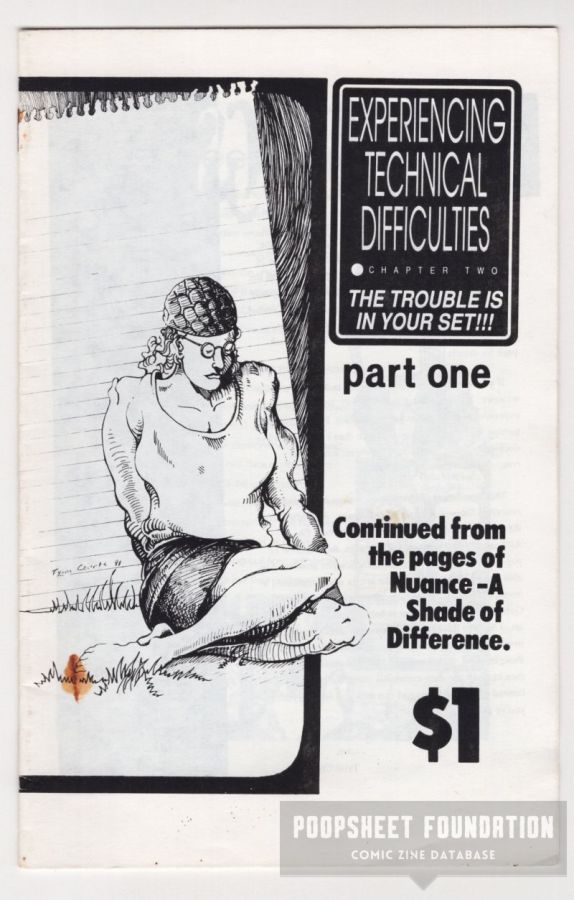 EXPERIENCING
TECHNICAL
DIFFICULTIES
CHAPTER TWO
THE TROUBLE IS
IN YOUR SET!!!
part one
Continued from
the pages of
Nuance -A
Shade of
Difference.
$1
POOPSHEET FOUNDATION
COMIC ZINE DATABASE